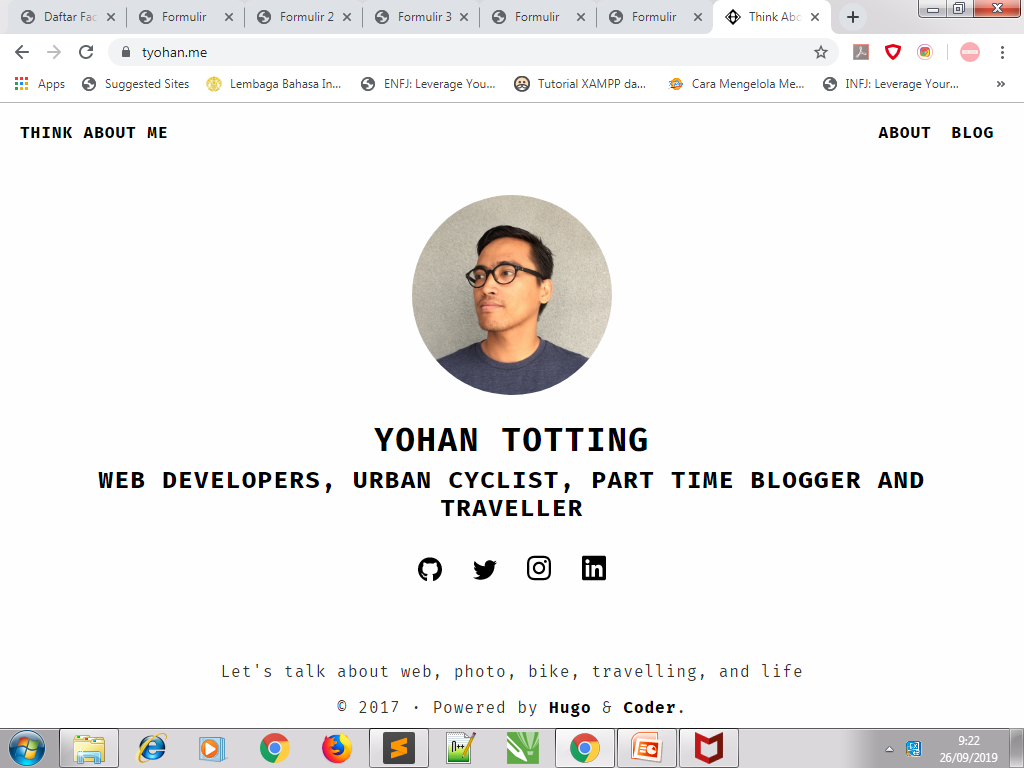 Daftar Fac
Formulir
Formulir 2
Formulir 3
Formulir
Formulir
Think Abo
tyohan.me
Apps
Suggested Sites
Lembaga Bahasa In...
ENFJ: Leverage You...
Tutorial XAMPP da...
Cara Mengelola Me...
INFJ: Leverage Your...
THINK ABOUT ME
ABOUT BLOG
YOHAN TOTTING
WEB DEVELOPERS, URBAN CYCLIST, PART TIME BLOGGER AND
TRAVELLER
Let's talk about web, photo, bike, travelling, and life
© 2017 · Powered by Hugo & Coder.
9:22
26/09/2019